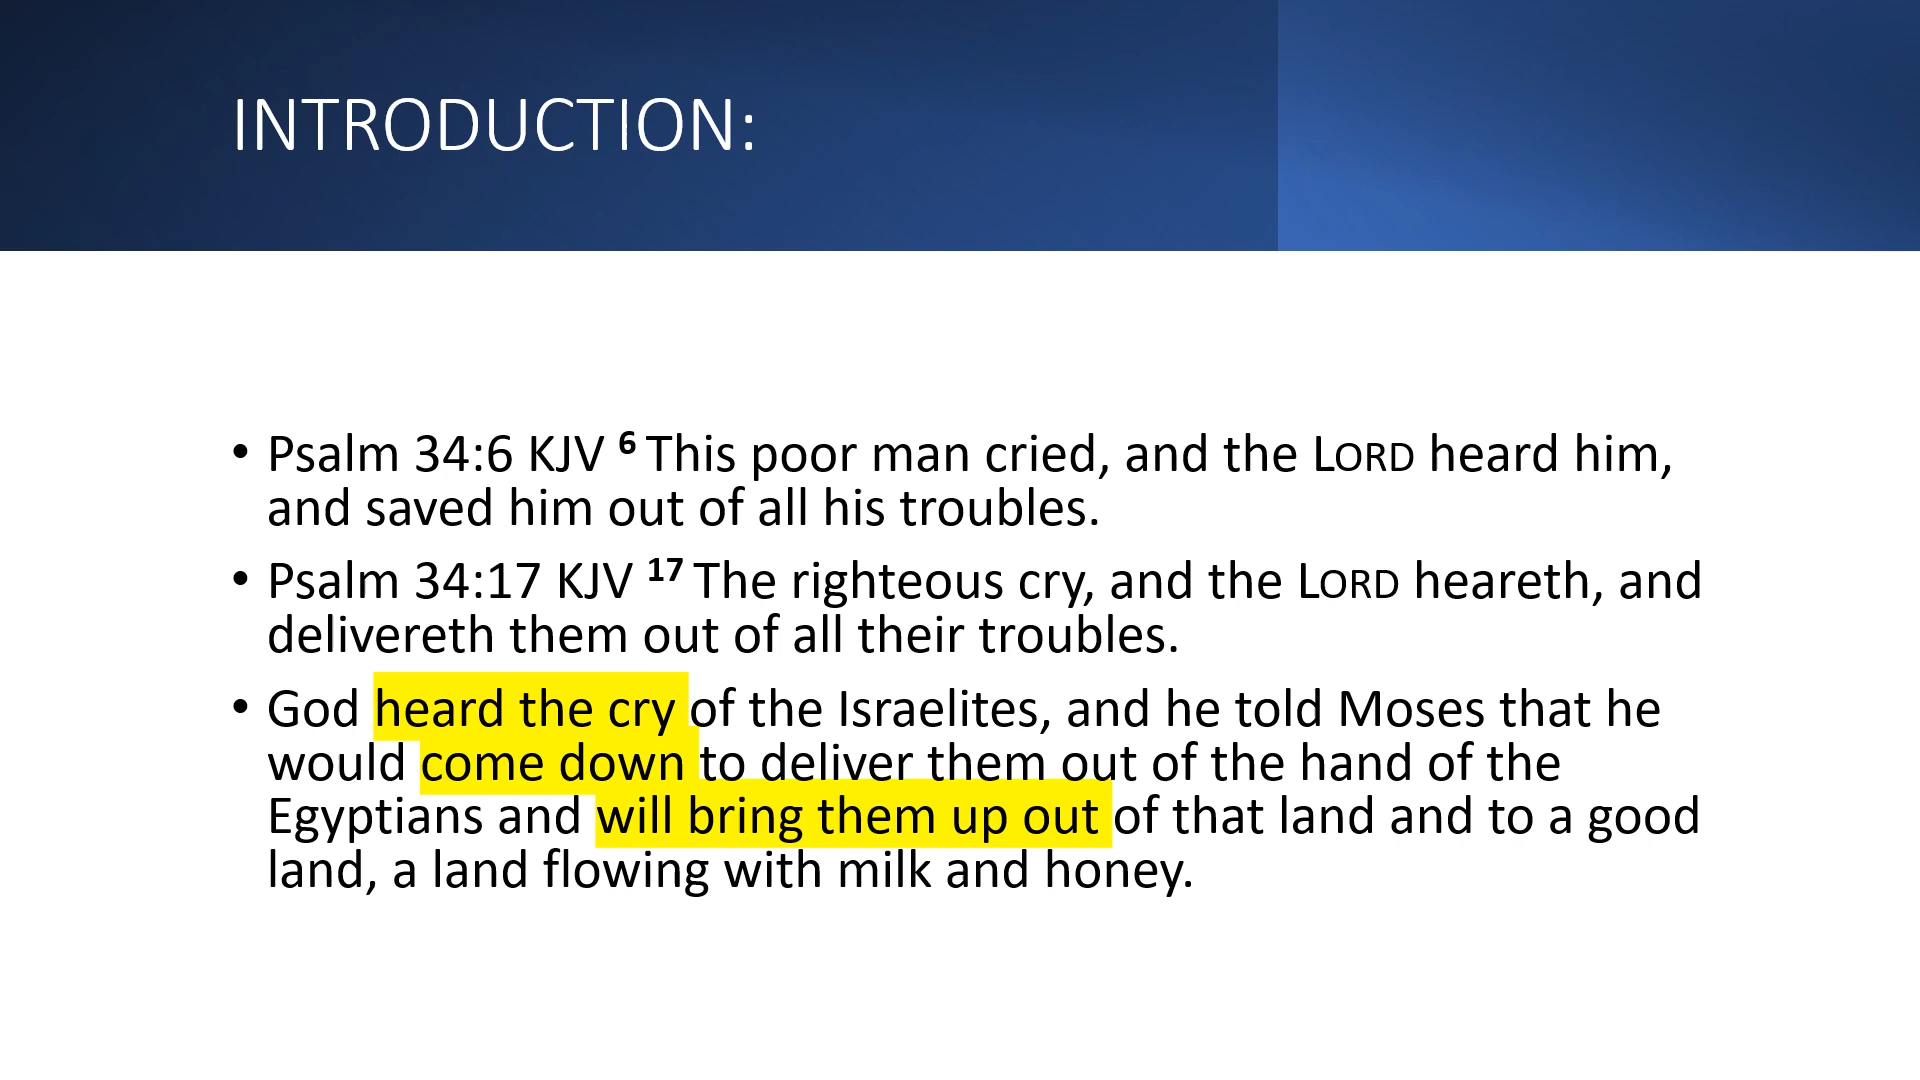 INTRODUCTION:
• Psalm 34:6 KJV ⁶ This poor man cried, and the LORD heard him,
and saved him out of all his troubles.
• Psalm 34:17 KJV ¹⁷ The righteous cry, and the LORD heareth, and
delivereth them out of all their troubles.
• God heard the cry of the Israelites, and he told Moses that he
would come down to deliver them out of the hand of the
Egyptians and will bring them up out of that land and to a good
land, a land flowing with milk and honey.